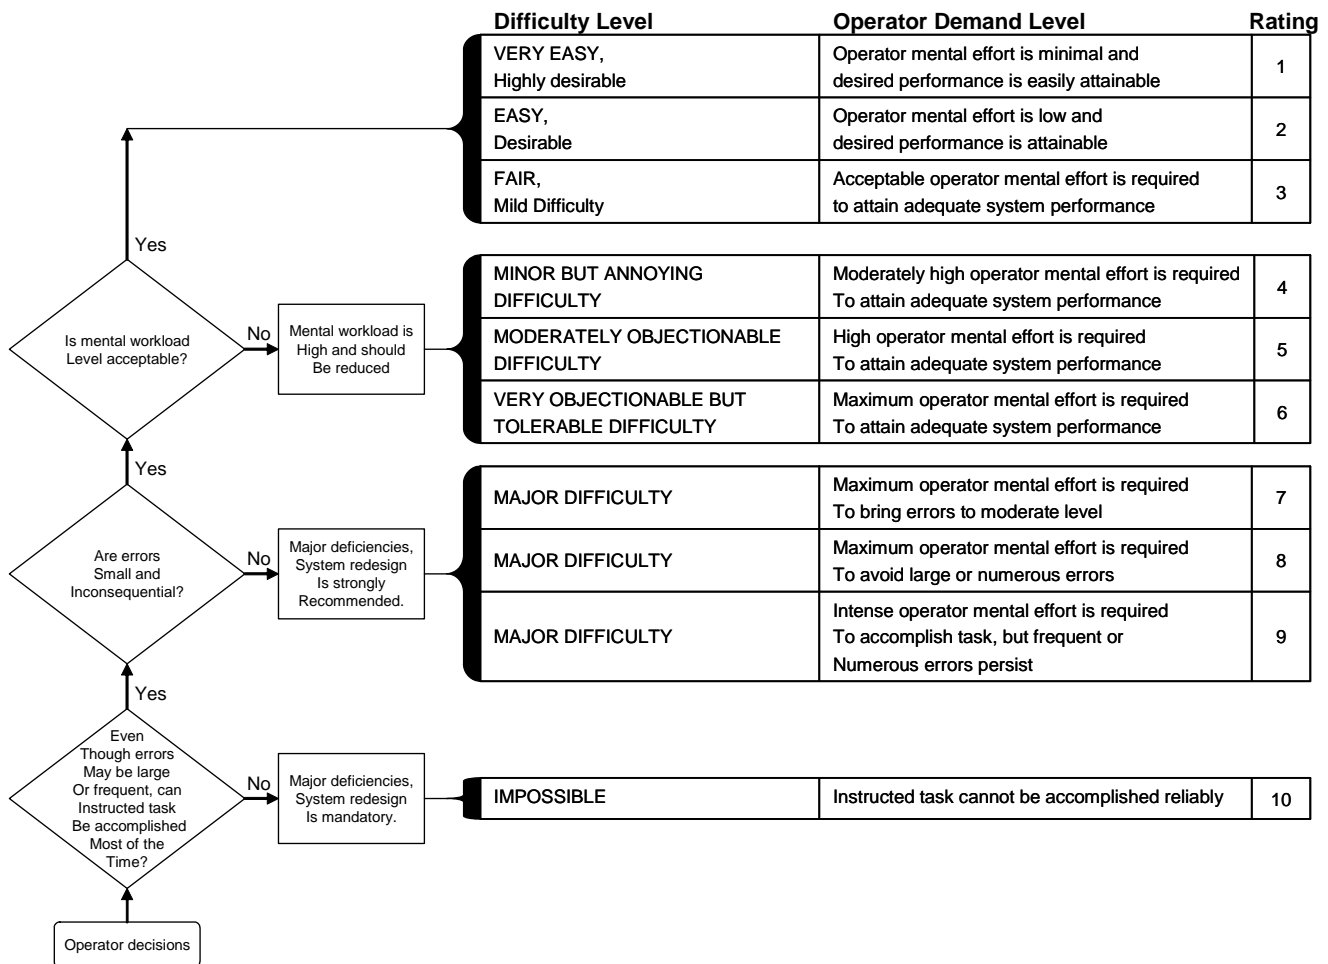 Difficulty Level
Operator Demand Level
Rating
VERY EASY,
Highly desirable
Operator mental effort is minimal and
desired performance is easily attainable
1
EASY,
Desirable
Operator mental effort is low and
desired performance is attainable
2
FAIR,
Mild Difficulty
Acceptable operator mental effort is required
to attain adequate system performance
3
Yes
Is mental workload
Level acceptable?
No
Mental workload is
High and should
Be reduced
MINOR BUT ANNOYING
DIFFICULTY
Moderately high operator mental effort is required
To attain adequate system performance
4
MODERATELY OBJECTIONABLE
DIFFICULTY
High operator mental effort is required
To attain adequate system performance
5
VERY OBJECTIONABLE BUT
TOLERABLE DIFFICULTY
Maximum operator mental effort is required
To attain adequate system performance
6
Yes
Are errors
Small and
Inconsequential?
No
Major deficiencies,
System redesign
Is strongly
Recommended.
MAJOR DIFFICULTY
Maximum operator mental effort is required
To bring errors to moderate level
7
MAJOR DIFFICULTY
Maximum operator mental effort is required
To avoid large or numerous errors
8
MAJOR DIFFICULTY
Intense operator mental effort is required
To accomplish task, but frequent or
Numerous errors persist
9
Yes
Even
Though errors
May be large
Or frequent, can
Instructed task
Be accomplished
Most of the
Time?
No
Major deficiencies,
System redesign
Is mandatory.
IMPOSSIBLE
Instructed task cannot be accomplished reliably
10
Operator decisions